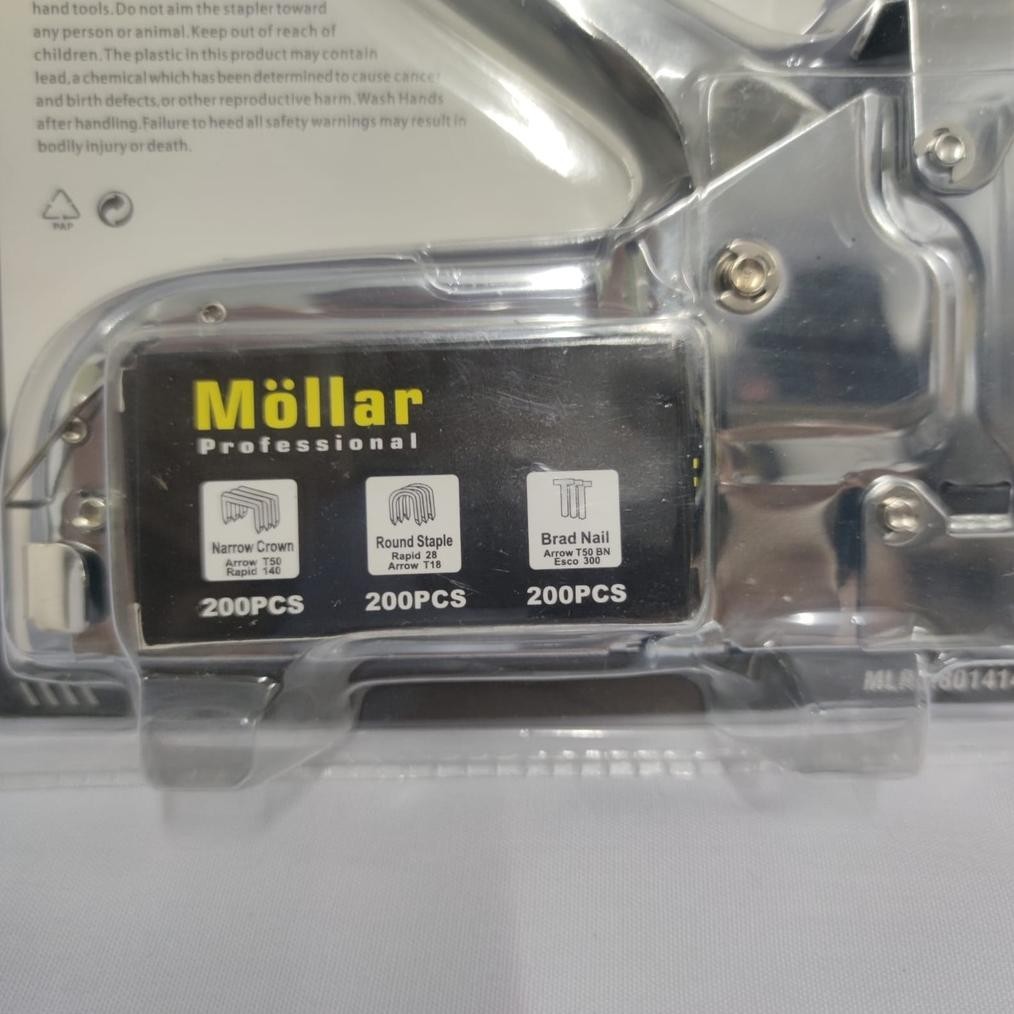 hand tools.Do not aim the stapler toward
any person or animal.Keep out of reach of
children.The plastic in this product may contain
lead,a chemical which has been determined to cause cancer
and birth defects,or other reproductive harm.Wash Hands
after handling.Failure to heed all safety warnings may result in
bodily injury or death.
PAP
Möllar
Professional
Narrow Crown
Arrow T50
Rapid 140
200PCS
Round Staple
Rapid 28
Arrow T18
200PCS
Brad Nail
Arrow T50 BN
Esco 300
200PCS